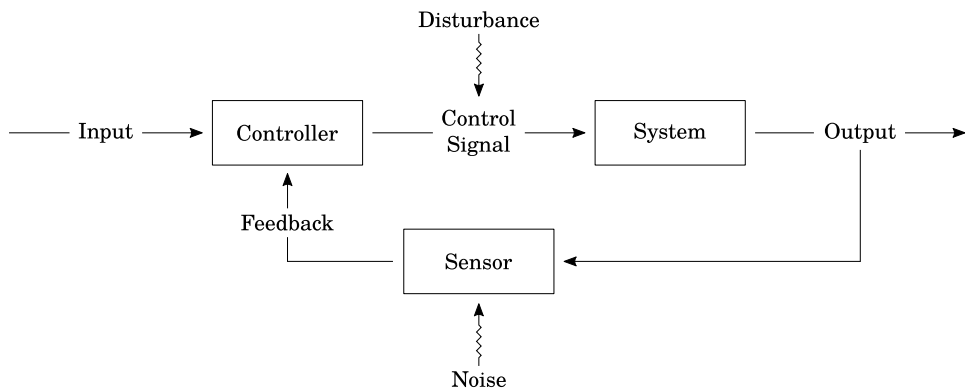 Disturbance
Input
Controller
Control
Signal
System
Output
Feedback
Sensor
Noise